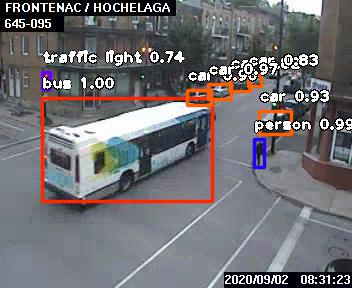 FRONTENAC / HOCHELAGA
645-095
traffic light 0.74
car 0.83
car 0.97
bus 1.00
car 0.93
person 0.99
2020/09/02 08:31:23